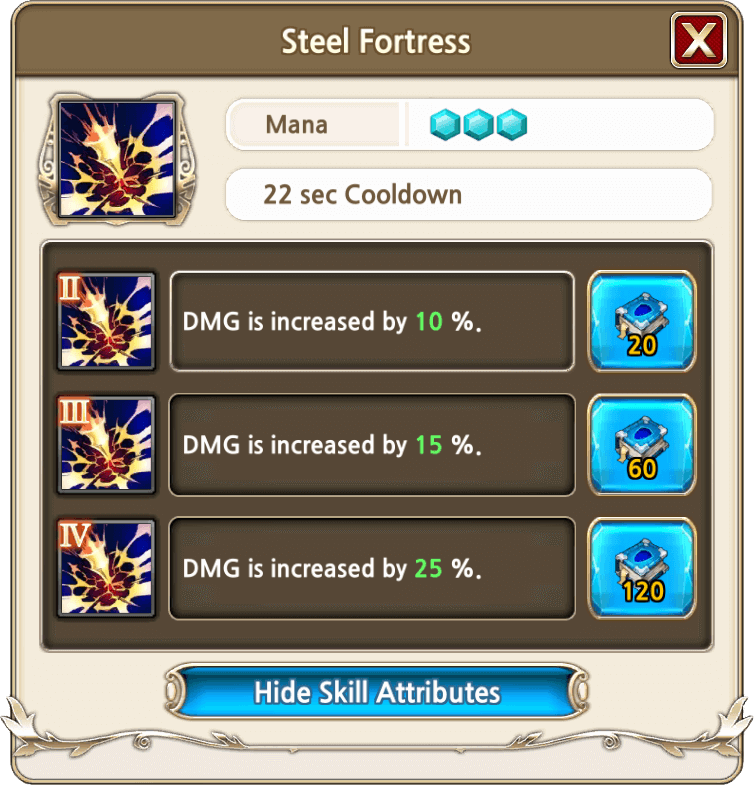 Steel Fortress
X
Mana
22 sec Cooldown
II
DMG is increased by 10 %.
20
III
DMG is increased by 15 %.
60
IV
DMG is increased by 25 %.
120
Hide Skill Attributes